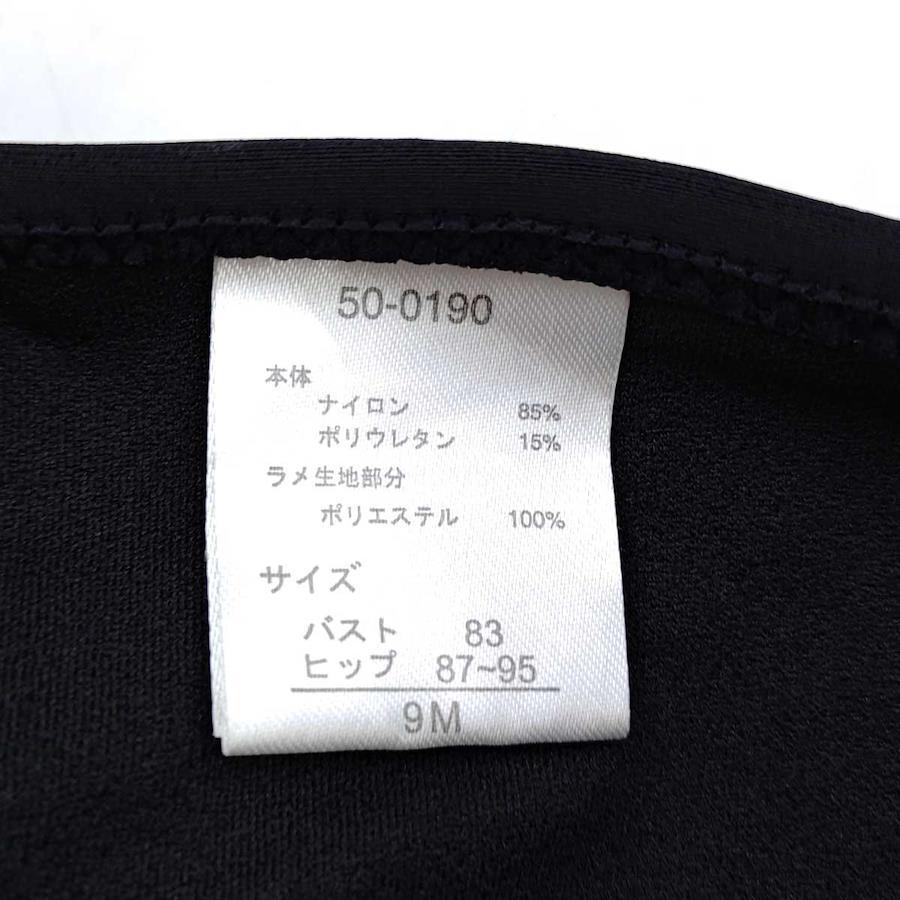 50-0190
本体
ナイロン 85%
ポリウレタン 15%
ラメ生地部分
ポリエステル 100%
サイズ
バスト 83
ヒップ 87~95
9M